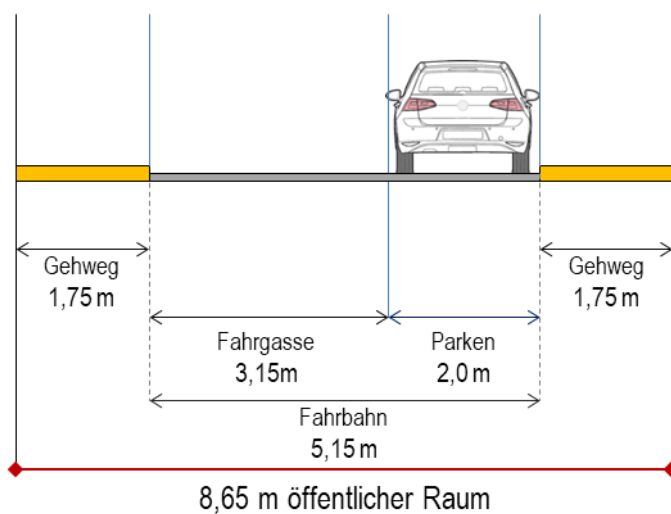 Gehweg
1,75 m
Gehweg
1,75 m
Fahrgasse
3,15m
Parken
2,0 m
Fahrbahn
5,15 m
8,65 m öffentlicher Raum